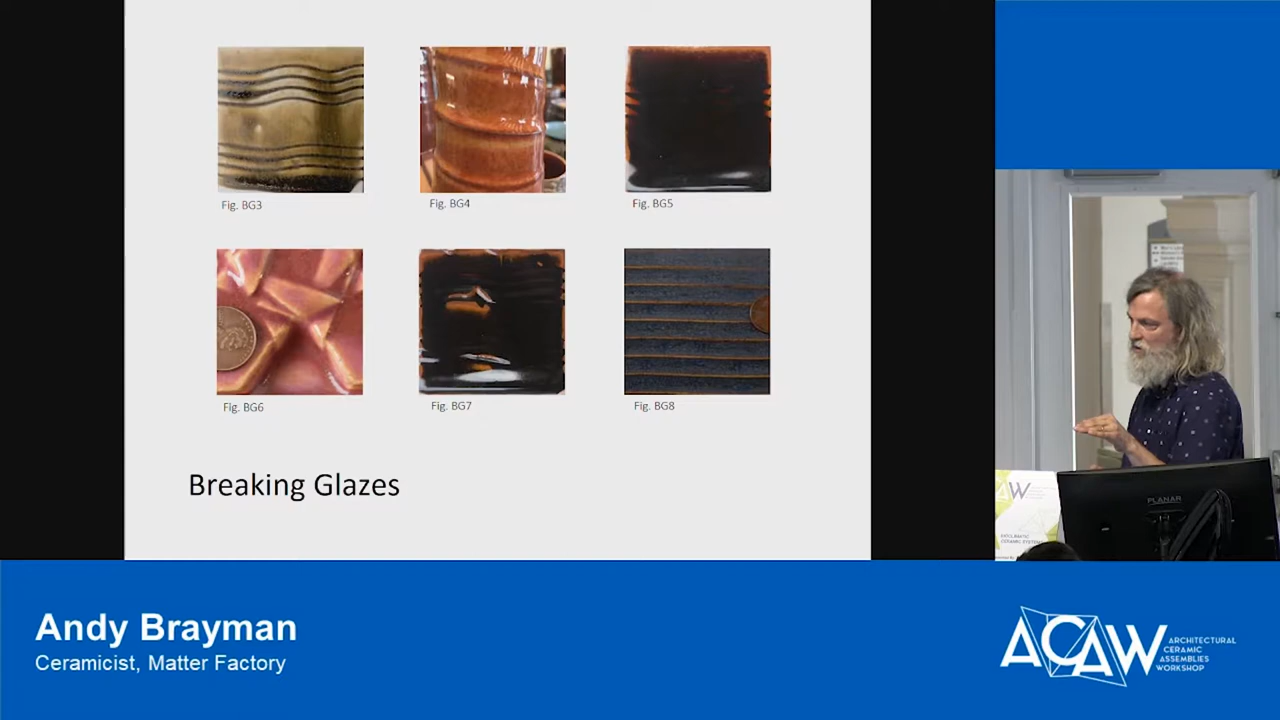 Fig. BG3
Fig. BG4
Fig. BG5
Fig. BG6
Fig. BG7
Fig. BG8
Breaking Glazes
PLANAR
ACAW
Andy Brayman
Ceramicist, Matter Factory
ACAW
ARCHITECTURAL
CERAMIC
ASSEMBLIES
WORKSHOP